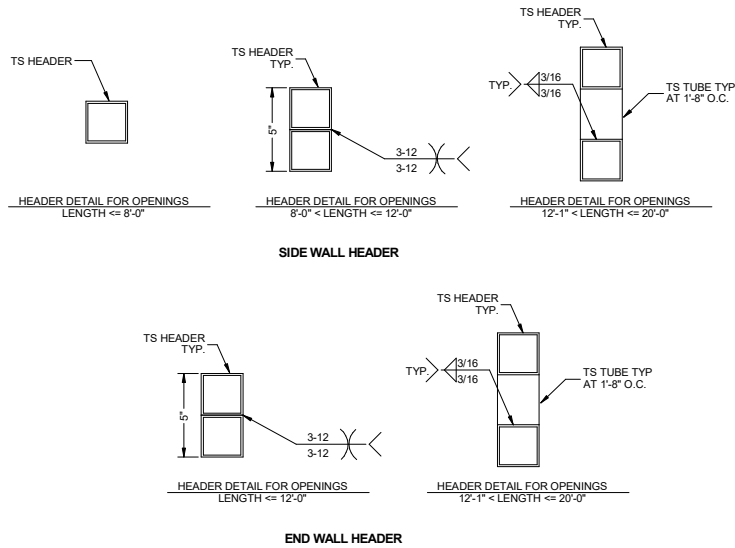 TS HEADER
HEADER DETAIL FOR OPENINGS
LENGTH <= 8'-0"
TS HEADER
TYP.
5"
3-12
3-12
HEADER DETAIL FOR OPENINGS
8'-0" < LENGTH <= 12'-0"
TS HEADER
TYP.
TYP.
3/16
3/16
TS TUBE TYP
AT 1'-8" O.C.
HEADER DETAIL FOR OPENINGS
12'-1" < LENGTH <= 20'-0"
SIDE WALL HEADER
TS HEADER
TYP.
5"
3-12
3-12
HEADER DETAIL FOR OPENINGS
LENGTH <= 12'-0"
TS HEADER
TYP.
TYP.
3/16
3/16
TS TUBE TYP
AT 1'-8" O.C.
HEADER DETAIL FOR OPENINGS
12'-1" < LENGTH <= 20'-0"
END WALL HEADER